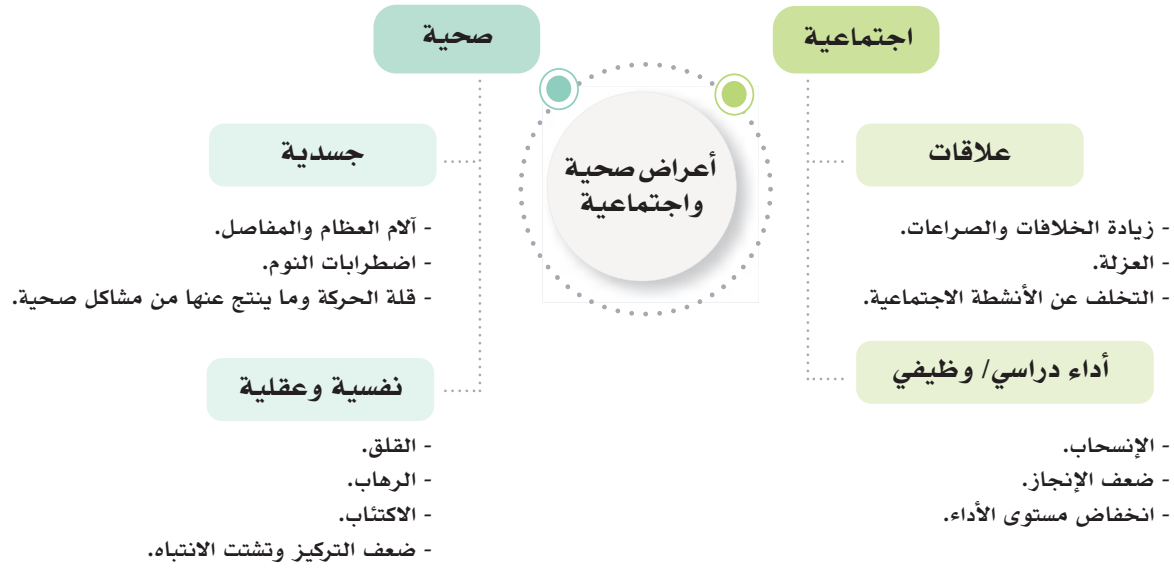 أعراض صحية
واجتماعية
اجتماعية
علاقات
- زيادة الخلافات والصراعات.
- العزلة.
- التخلف عن الأنشطة الاجتماعية.
أداء دراسي/ وظيفي
- الإنسحاب.
- ضعف الإنجاز.
- انخفاض مستوى الأداء.
صحية
جسدية
- آلام العظام والمفاصل.
- اضطرابات النوم.
- قلة الحركة وما ينتج عنها من مشاكل صحية.
نفسية وعقلية
- القلق.
- الرهاب.
- الاكتئاب.
- ضعف التركيز وتشتت الانتباه.